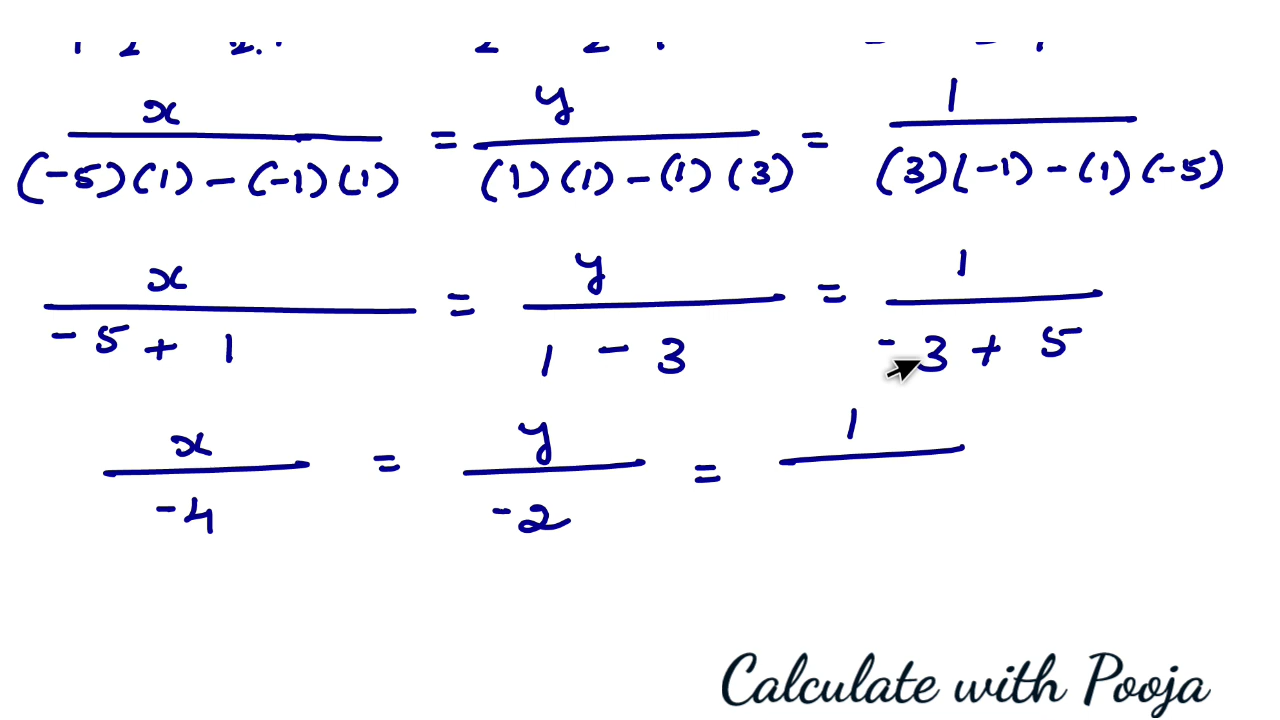 x / (-5)(1) - (-1)(1) = y / (1)(1) - (1)(3) = 1 / (3)(-1) - (1)(-5)
x / -5 + 1 = y / 1 - 3 = 1 / -3 + 5
x / -4 = y / -2 = 1 /
Calculate with Pooja